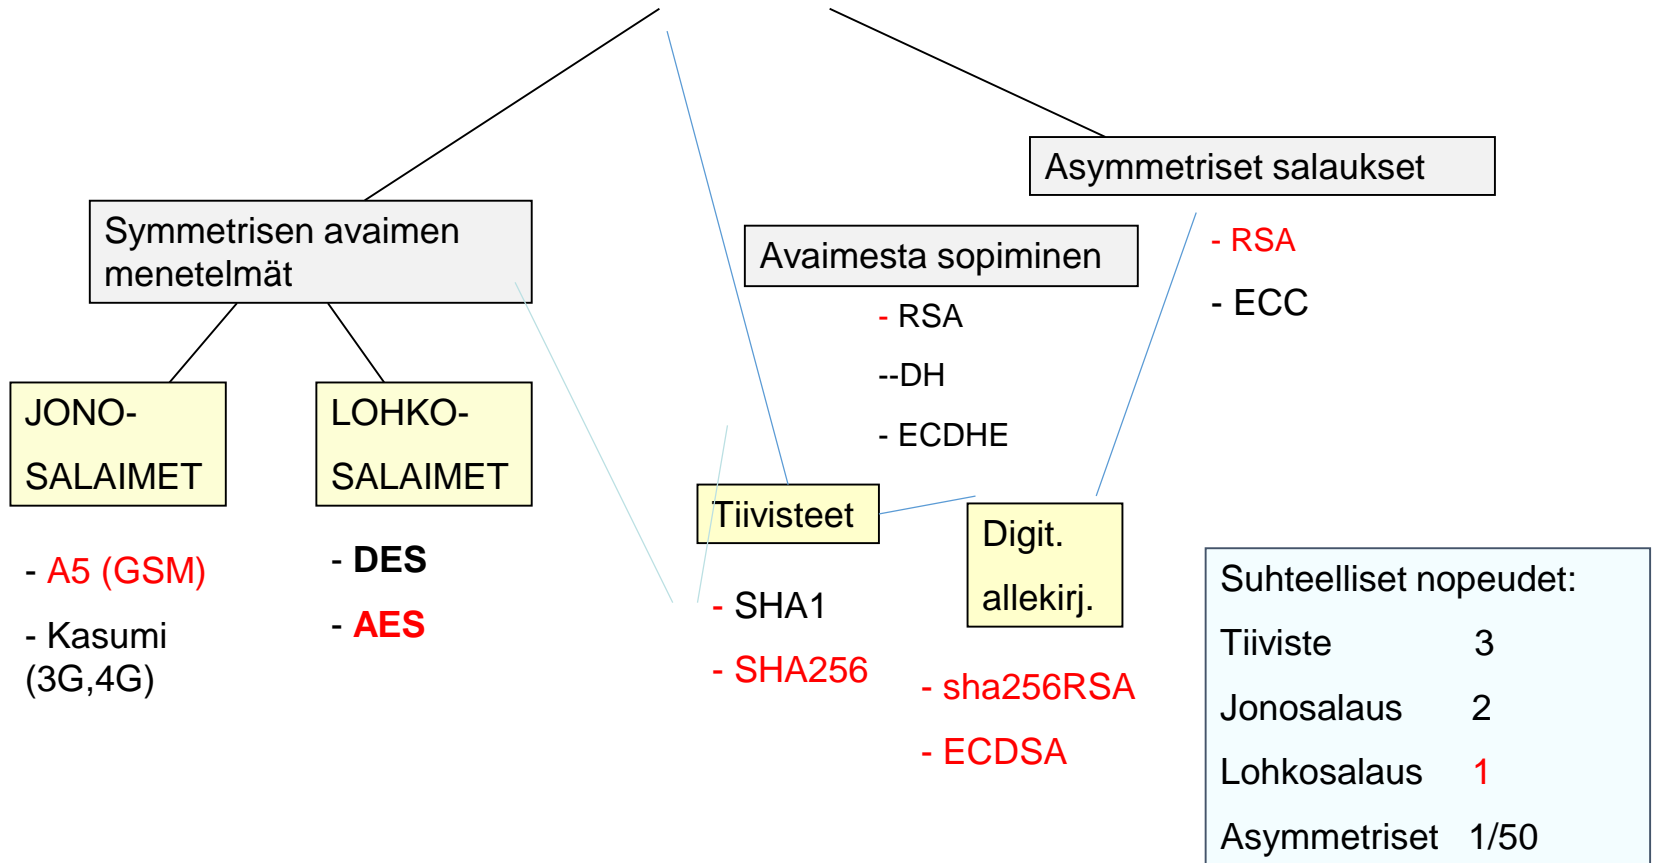 Asymmetriset salaukset
- RSA
- ECC
Symmetrisen avaimen
menetelmät
Avaimesta sopiminen
- RSA
--DH
- ECDHE
JONO-
SALAIMET
- A5 (GSM)
- Kasumi
(3G,4G)
LOHKO-
SALAIMET
- DES
- AES
Tiivisteet
- SHA1
- SHA256
Digit.
allekirj.
- sha256RSA
- ECDSA
Suhteelliset nopeudet:
Tiiviste 3
Jonosalaus 2
Lohkosalaus 1
Asymmetriset 1/50